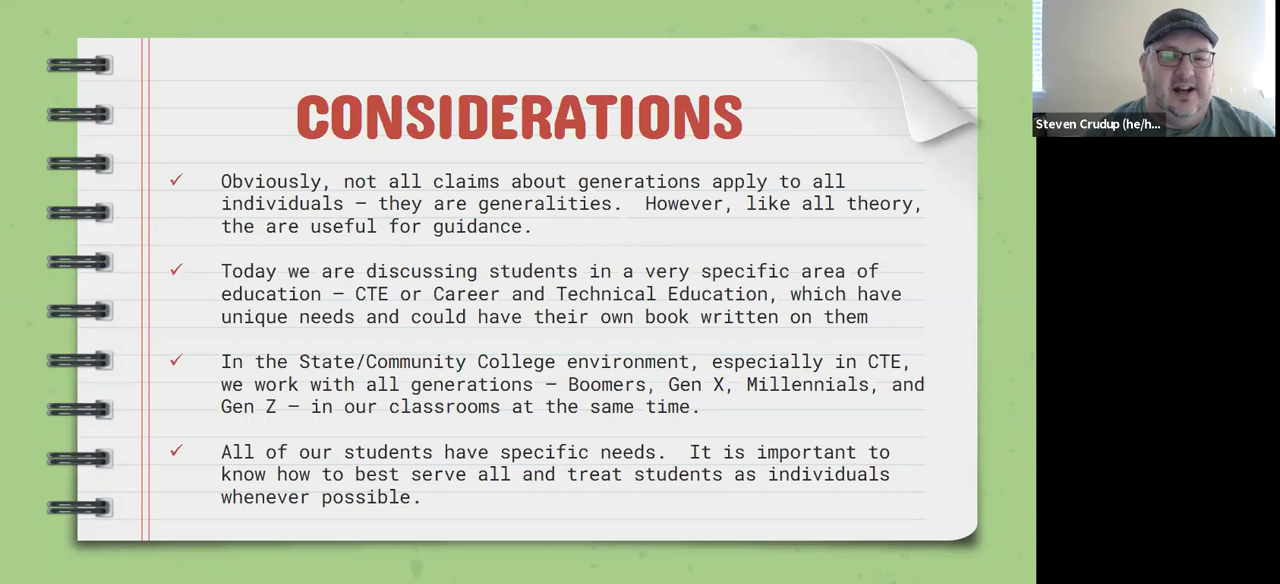 CONSIDERATIONS
✓ Obviously, not all claims about generations apply to all
individuals – they are generalities.  However, like all theory,
the are useful for guidance.
✓ Today we are discussing students in a very specific area of
education – CTE or Career and Technical Education, which have
unique needs and could have their own book written on them
✓ In the State/Community College environment, especially in CTE,
we work with all generations – Boomers, Gen X, Millennials, and
Gen Z – in our classrooms at the same time.
✓ All of our students have specific needs.  It is important to
know how to best serve all and treat students as individuals
whenever possible.
Steven Crudup (he/h...